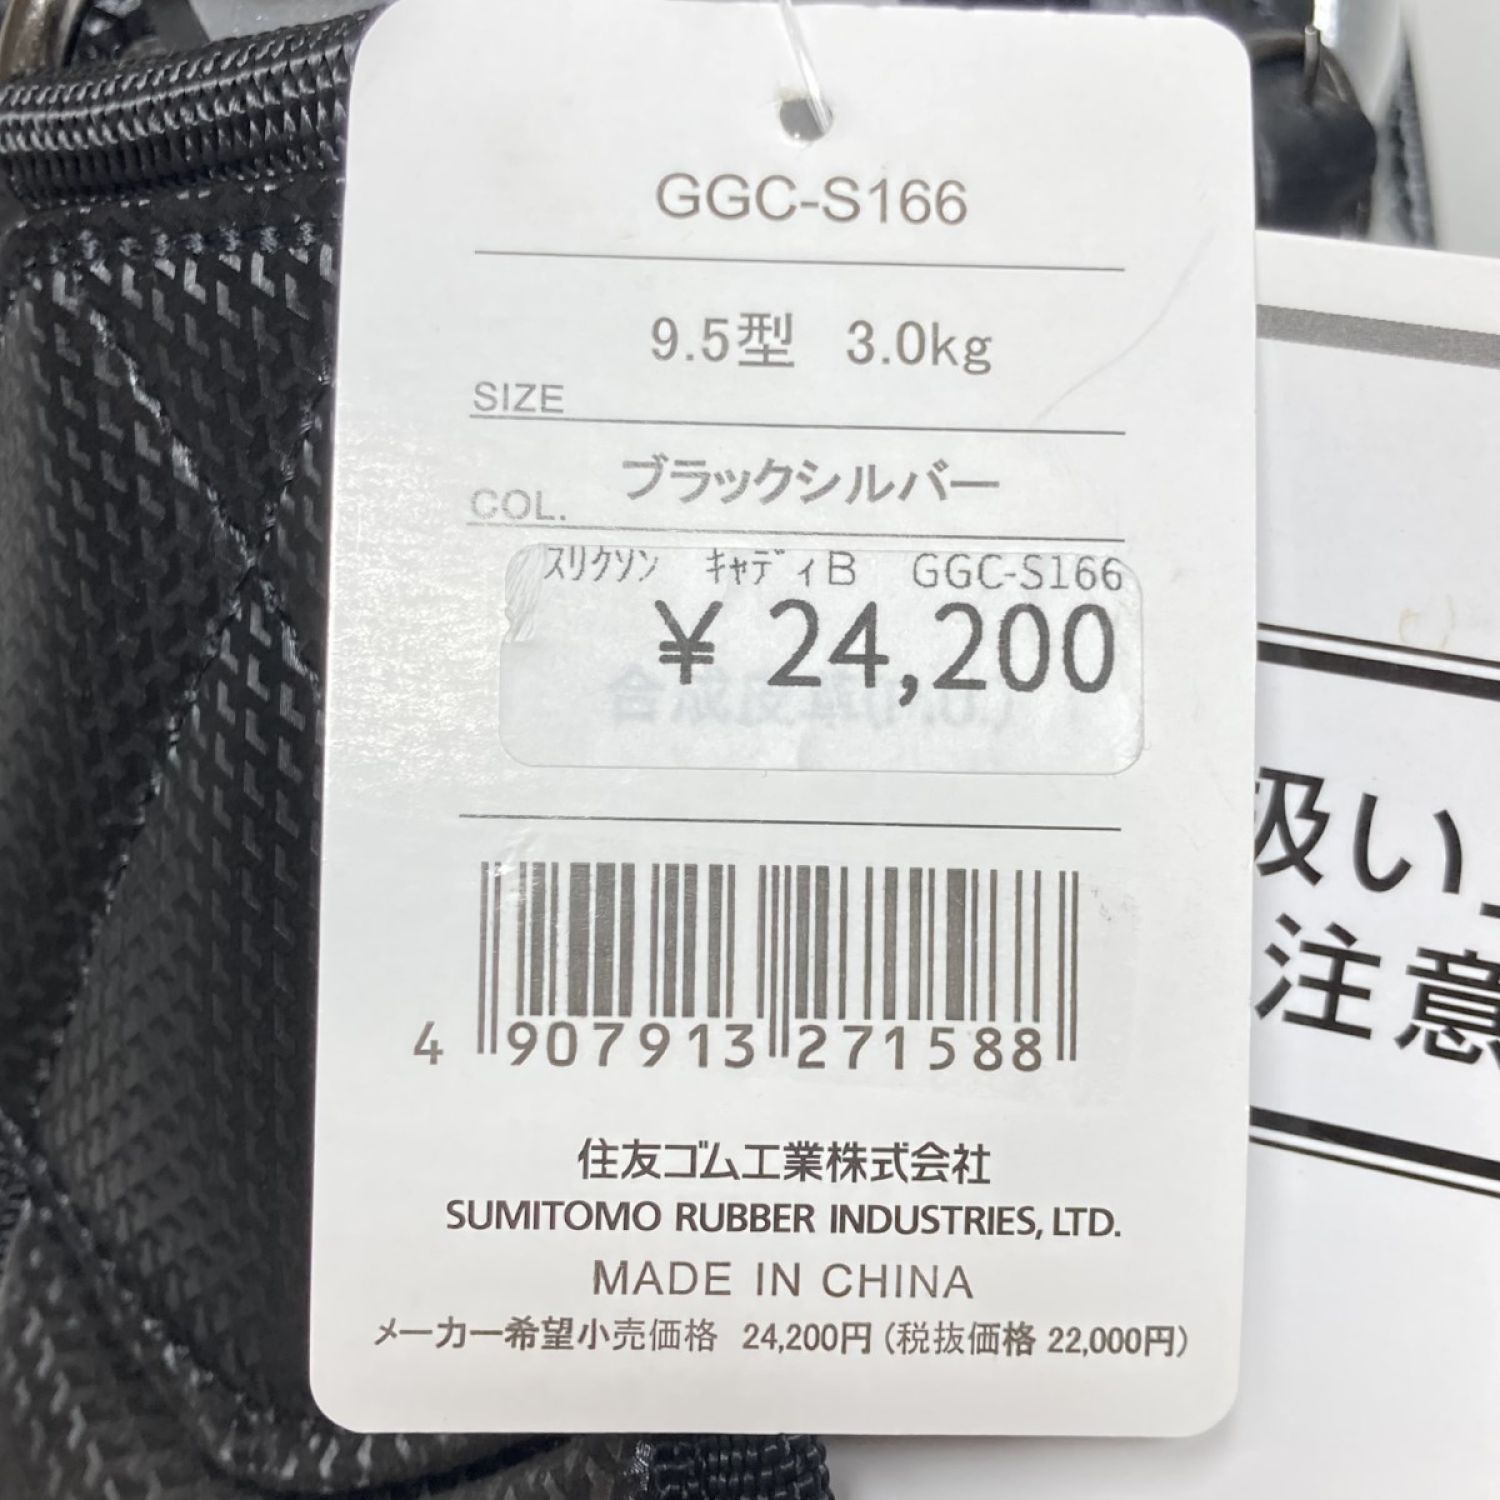 GGC-S166
9.5型 3.0kg
SIZE
ブラックシルバー
COL.
ｽﾘｸｿﾝ ｷｬﾃﾞｨB GGC-S166
¥ 24,200
4 907913 271588
住友ゴム工業株式会社
SUMITOMO RUBBER INDUSTRIES, LTD.
MADE IN CHINA
メーカー希望小売価格 24,200円 (税抜価格 22,000円)
扱い
注意